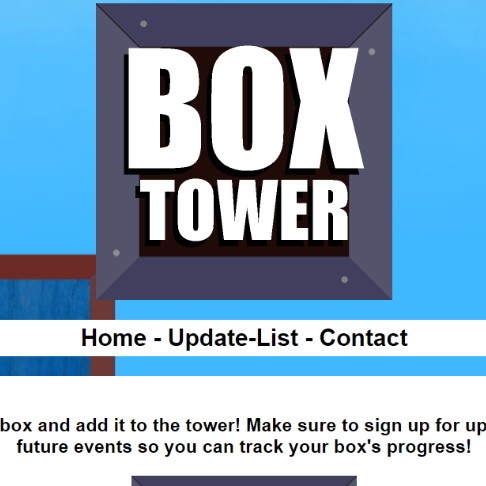 BOX
TOWER
Home - Update-List - Contact
box and add it to the tower! Make sure to sign up for up
future events so you can track your box's progress!